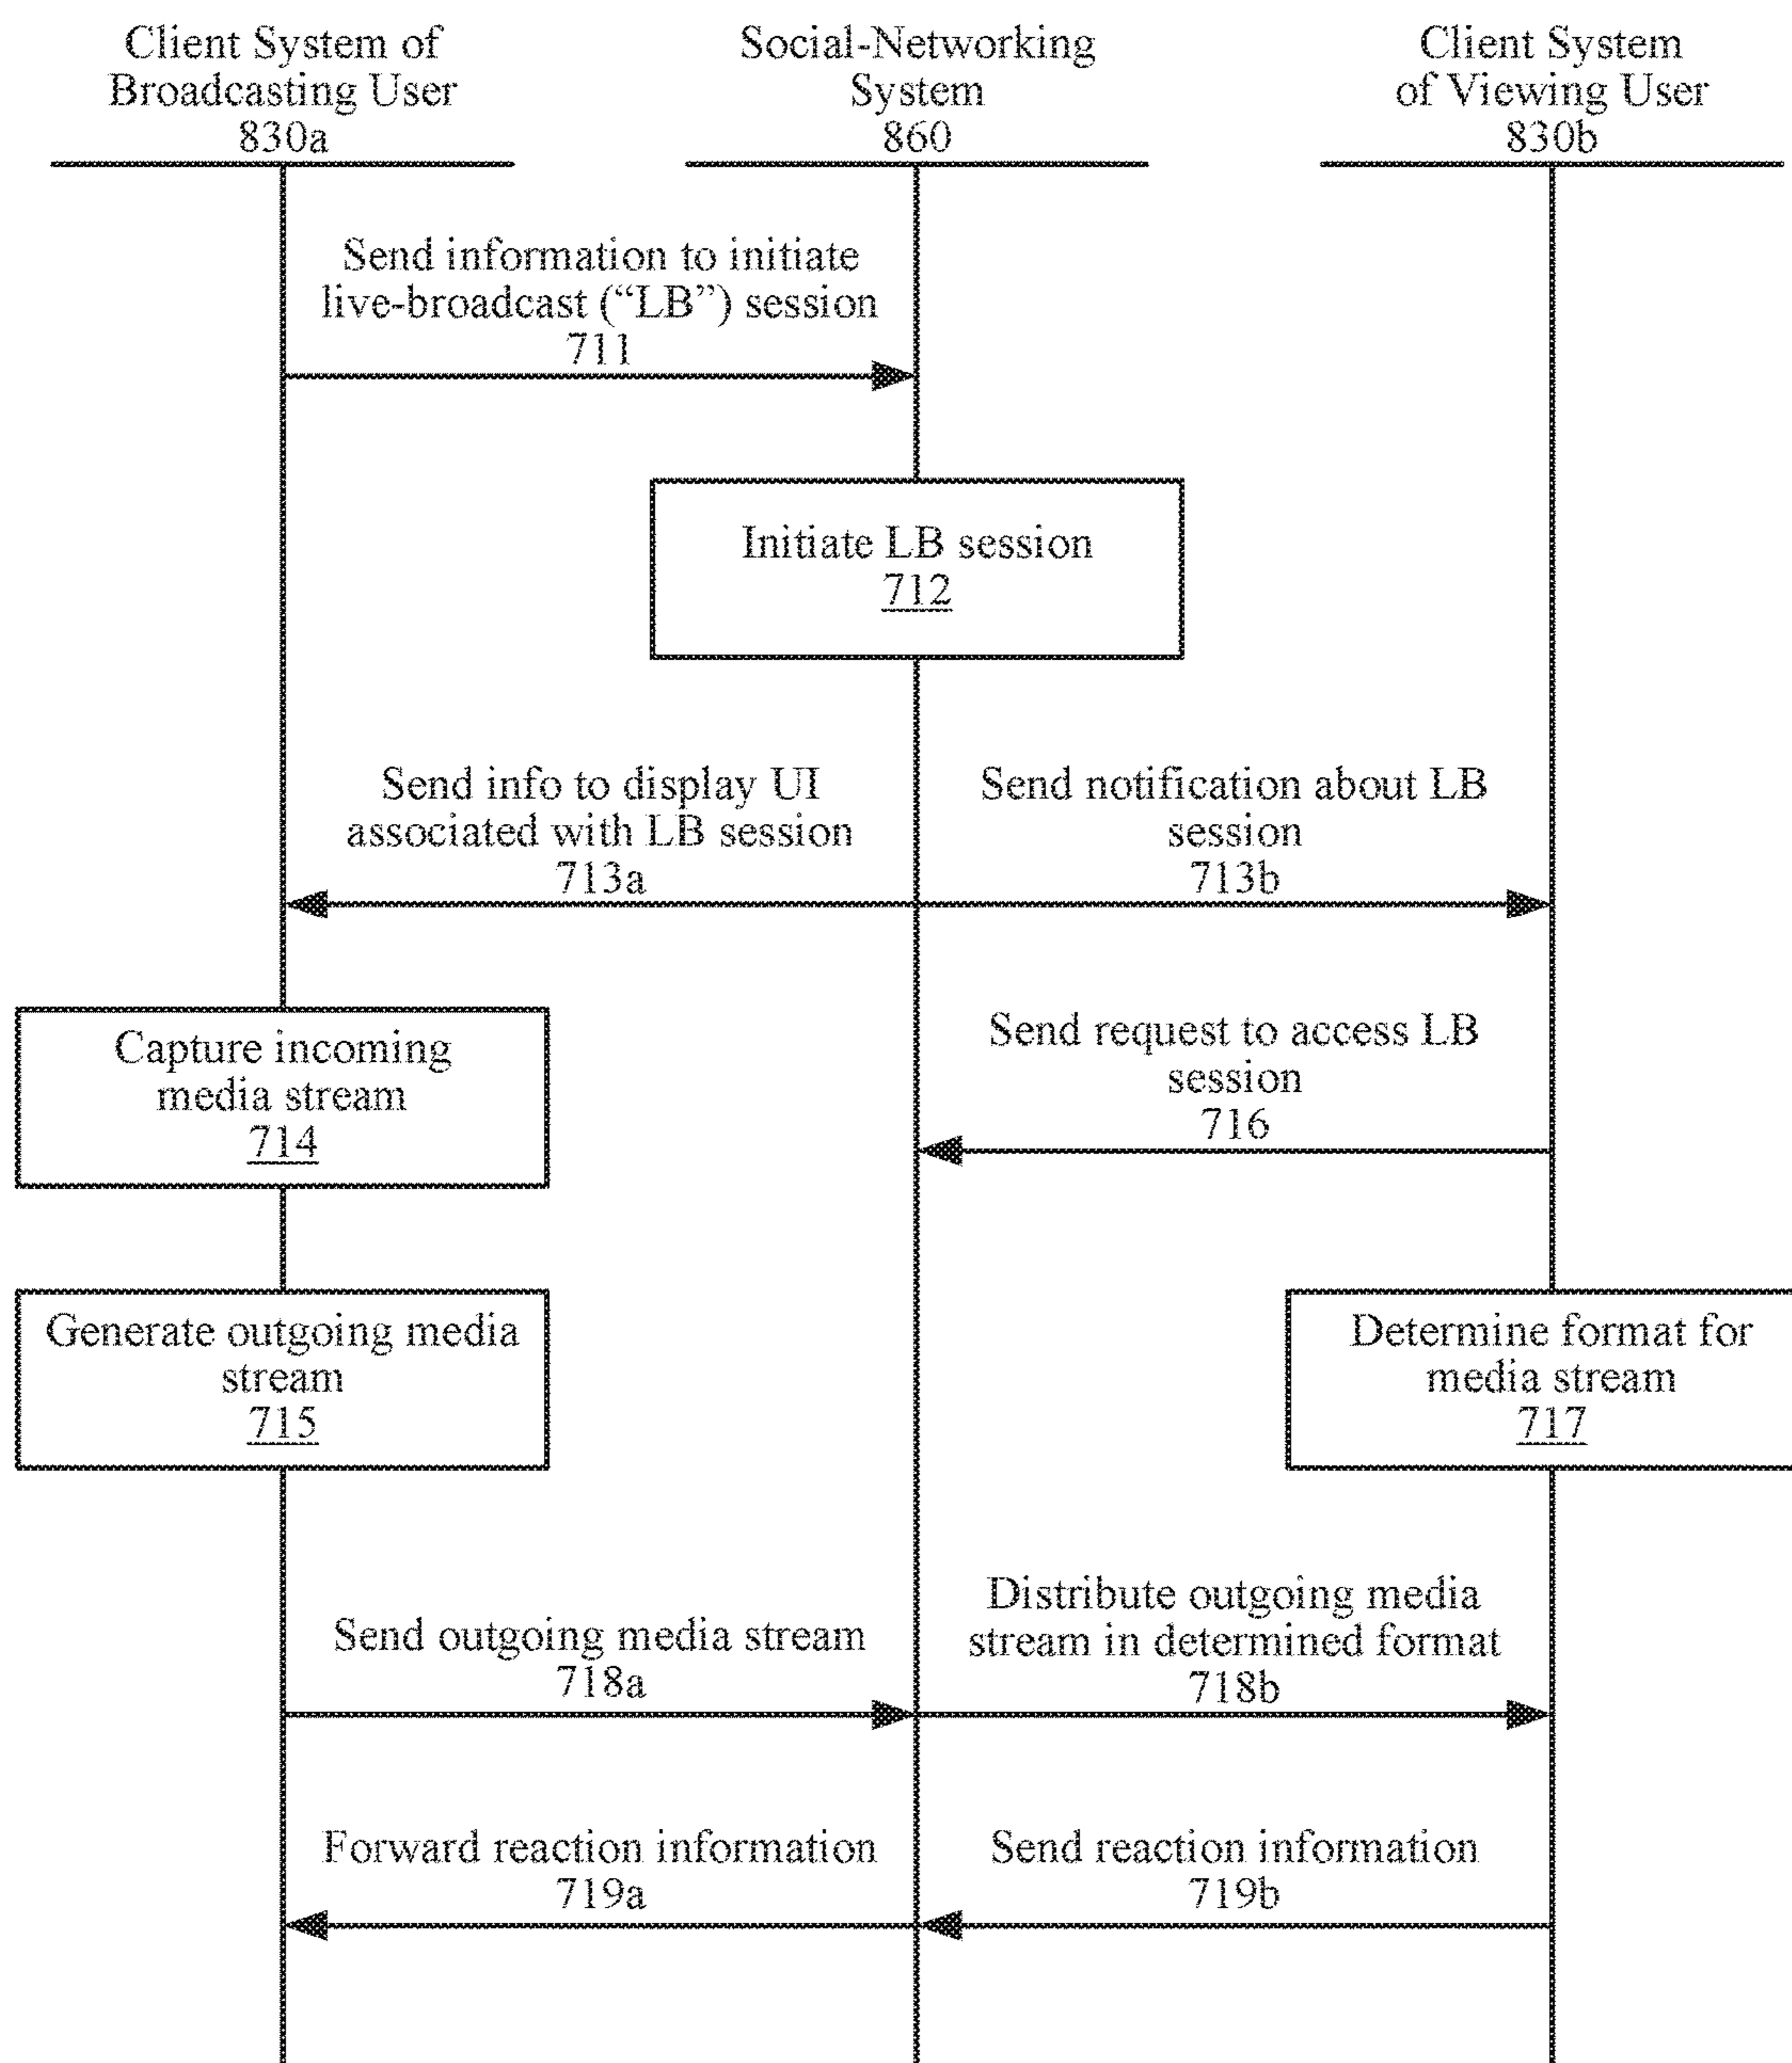 Client System of
Broadcasting User
830a
Social-Networking
System
860
Client System
of Viewing User
830b
Send information to initiate
live-broadcast (“LB”) session
711
Initiate LB session
712
Send info to display UI
associated with LB session
713a
Send notification about LB
session
713b
Capture incoming
media stream
714
Send request to access LB
session
716
Generate outgoing media
stream
715
Determine format for
media stream
717
Send outgoing media stream
718a
Distribute outgoing media
stream in determined format
718b
Forward reaction information
719a
Send reaction information
719b